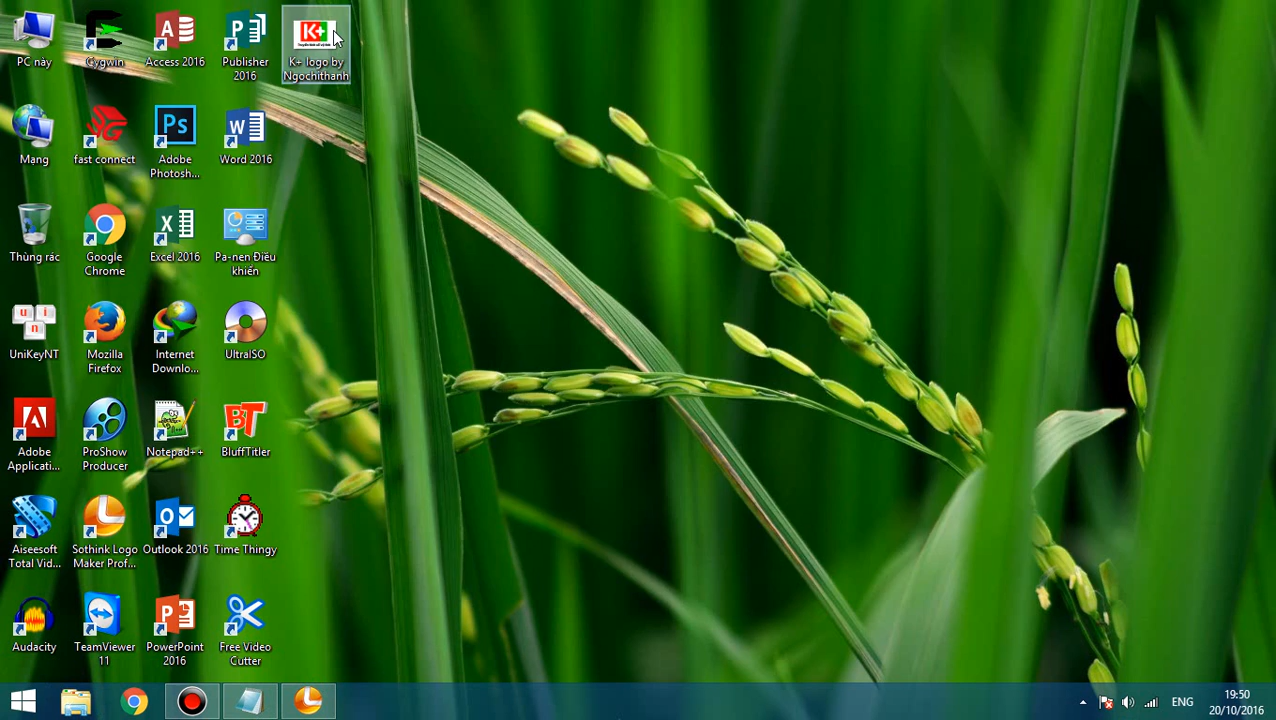 PC này
Cygwin
Access 2016
Publisher
2016
K+
K+ logo by
Ngochithanh
Mạng
fast connect
Ps
Adobe
Photosh...
Word 2016
Thùng rác
Google
Chrome
Excel 2016
Pa-nen Điều
khiển
u
i
n
UniKeyNT
Mozilla
Firefox
Internet
Downlo...
UltraISO
Adobe
Applicati...
ProShow
Producer
Notepad++
BT
BluffTitler
Aiseesoft
Total Vid...
Sothink Logo
Maker Prof...
Outlook 2016
Time Thingy
Audacity
TeamViewer
11
PowerPoint
2016
Free Video
Cutter
ENG
19:50
20/10/2016